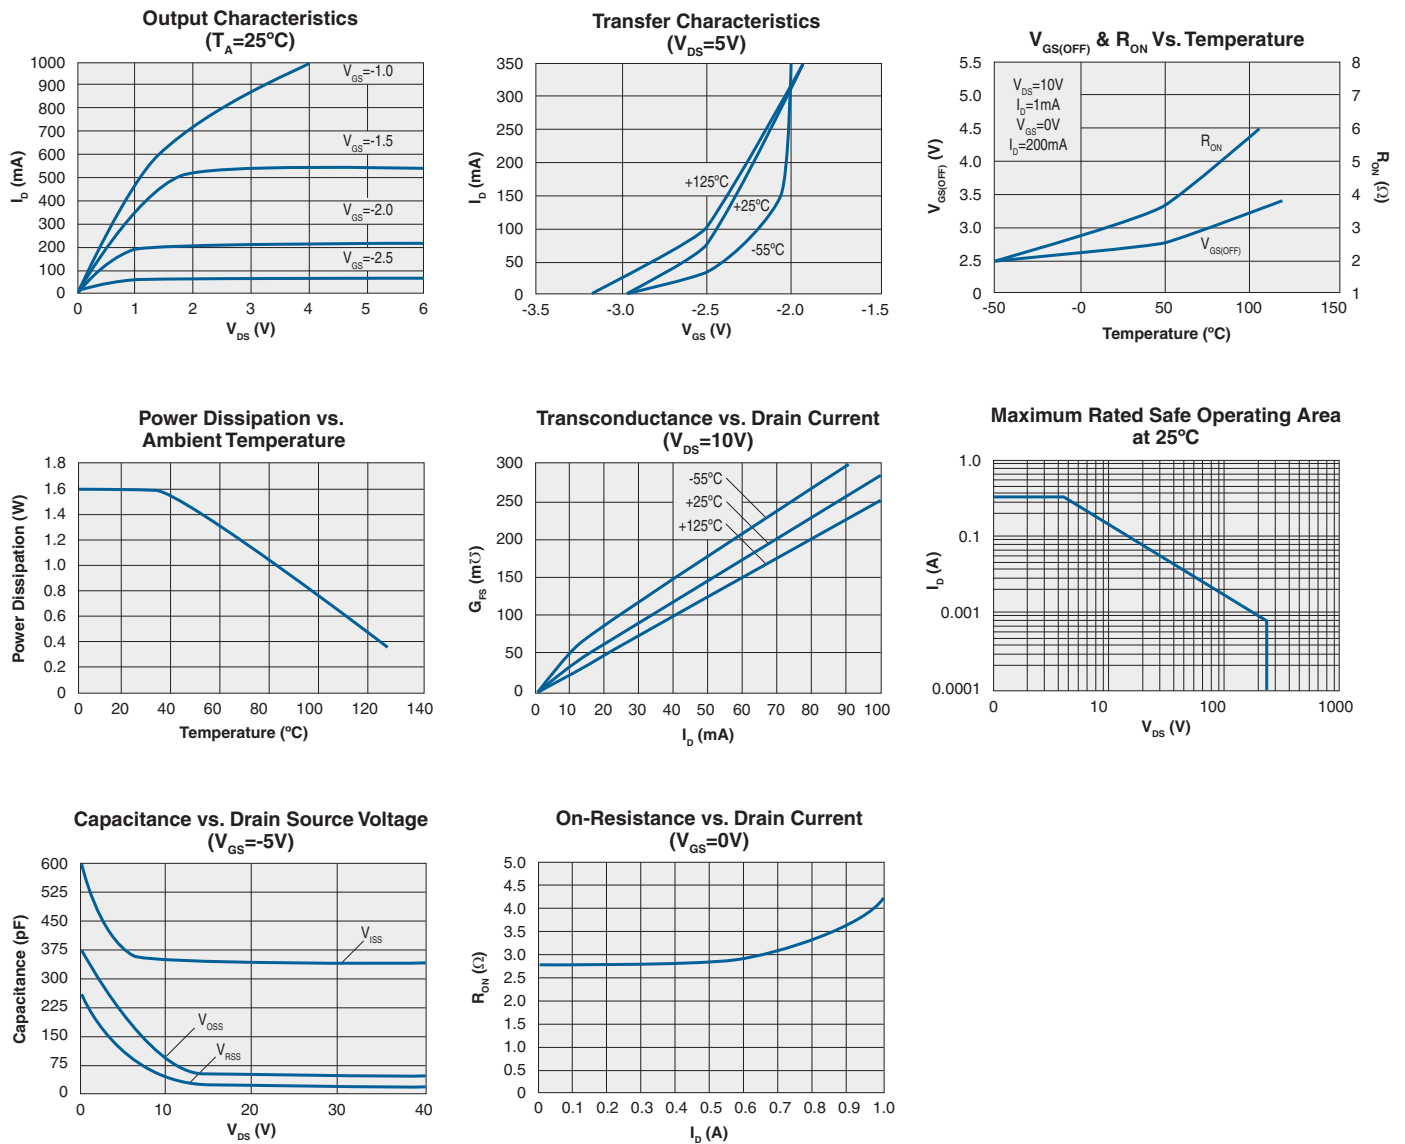 Output Characteristics
(TA=25ºC)
ID (mA)
1000
900
800
700
600
500
400
300
200
100
0
VGS=-1.0
VGS=-1.5
VGS=-2.0
VGS=-2.5
0 1 2 3 4 5 6
VDS (V)
Transfer Characteristics
(VDS=5V)
ID (mA)
350
300
250
200
150
100
50
0
+125ºC
+25ºC
-55ºC
-3.5 -3.0 -2.5 -2.0 -1.5
VGS (V)
VGS(OFF) & RON Vs. Temperature
VGS(OFF) (V)
5.5
5.0
4.5
4.0
3.5
3.0
2.5
0
VDS=10V
ID=1mA
VGS=0V
ID=200mA
RON
VGS(OFF)
8
7
6
5
4
3
2
1
RON (Ω)
-50 -0 50 100 150
Temperature (ºC)
Power Dissipation vs.
Ambient Temperature
Power Dissipation (W)
1.8
1.6
1.4
1.2
1.0
0.8
0.6
0.4
0.2
0
0 20 40 60 80 100 120 140
Temperature (ºC)
Transconductance vs. Drain Current
(VDS=10V)
GFS (m℧)
300
250
200
150
100
50
0
-55ºC
+25ºC
+125ºC
0 10 20 30 40 50 60 70 80 90 100
ID (mA)
Maximum Rated Safe Operating Area
at 25ºC
ID (A)
1.0
0.1
0.001
0.0001
0 10 100 1000
VDS (V)
Capacitance vs. Drain Source Voltage
(VGS=-5V)
Capacitance (pF)
600
525
450
375
300
225
150
75
0
VISS
VOSS
VRSS
0 10 20 30 40
VDS (V)
On-Resistance vs. Drain Current
(VGS=0V)
RON (Ω)
5.0
4.5
4.0
3.5
3.0
2.5
2.0
1.5
1.0
0.5
0
0 0.1 0.2 0.3 0.4 0.5 0.6 0.7 0.8 0.9 1.0
ID (A)